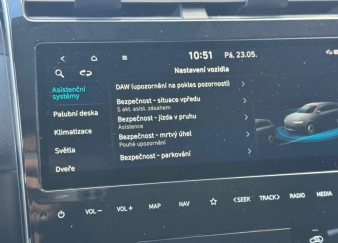 10:51 Pá, 23.05.
Nastavení vozidla
Asistenční
systémy
Palubní deska
Klimatizace
Světla
Dveře
DAW (upozornění na pokles pozornosti)
Bezpečnost - situace vpředu
S akt. asist. zásahem
Bezpečnost - jízda v pruhu
Asistence
Bezpečnost - mrtvý úhel
Pouhé upozornění
Bezpečnost - parkování
VOL − VOL + MAP NAV <SEEK TRACK> RADIO MEDIA